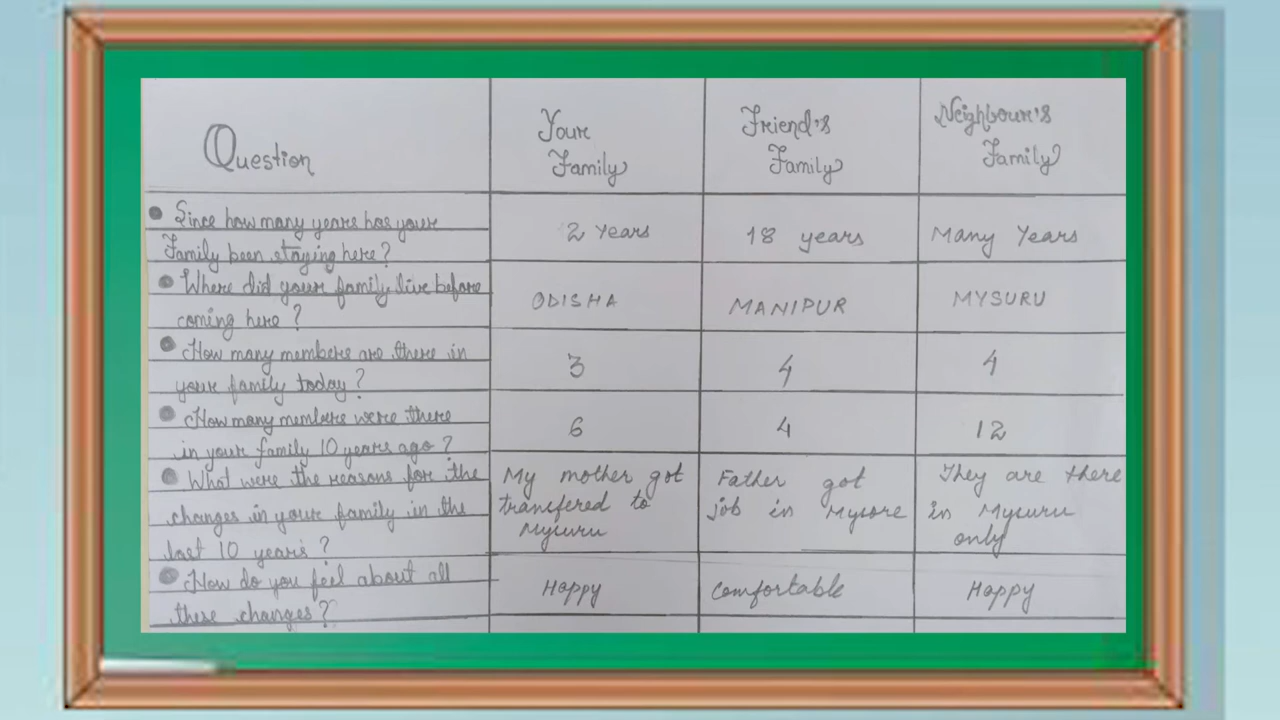 Question
Your
Family
Friend's
Family
Neighbour's
Family
Since how many years has your
Family been staying here?
2 Years
18 years
Many Years
Where did your family live before
coming here?
ODISHA
MANIPUR
MYSURU
How many members are there in
your family today?
3
4
4
How many members were there
in your family 10 years ago?
6
4
12
What were the reasons for the
changes in your family in the
last 10 years?
My mother got
transfered to
Mysuru
Father got
job in Mysore
They are there
in Mysuru
only
How do you feel about all
these changes?
Happy
Comfortable
Happy